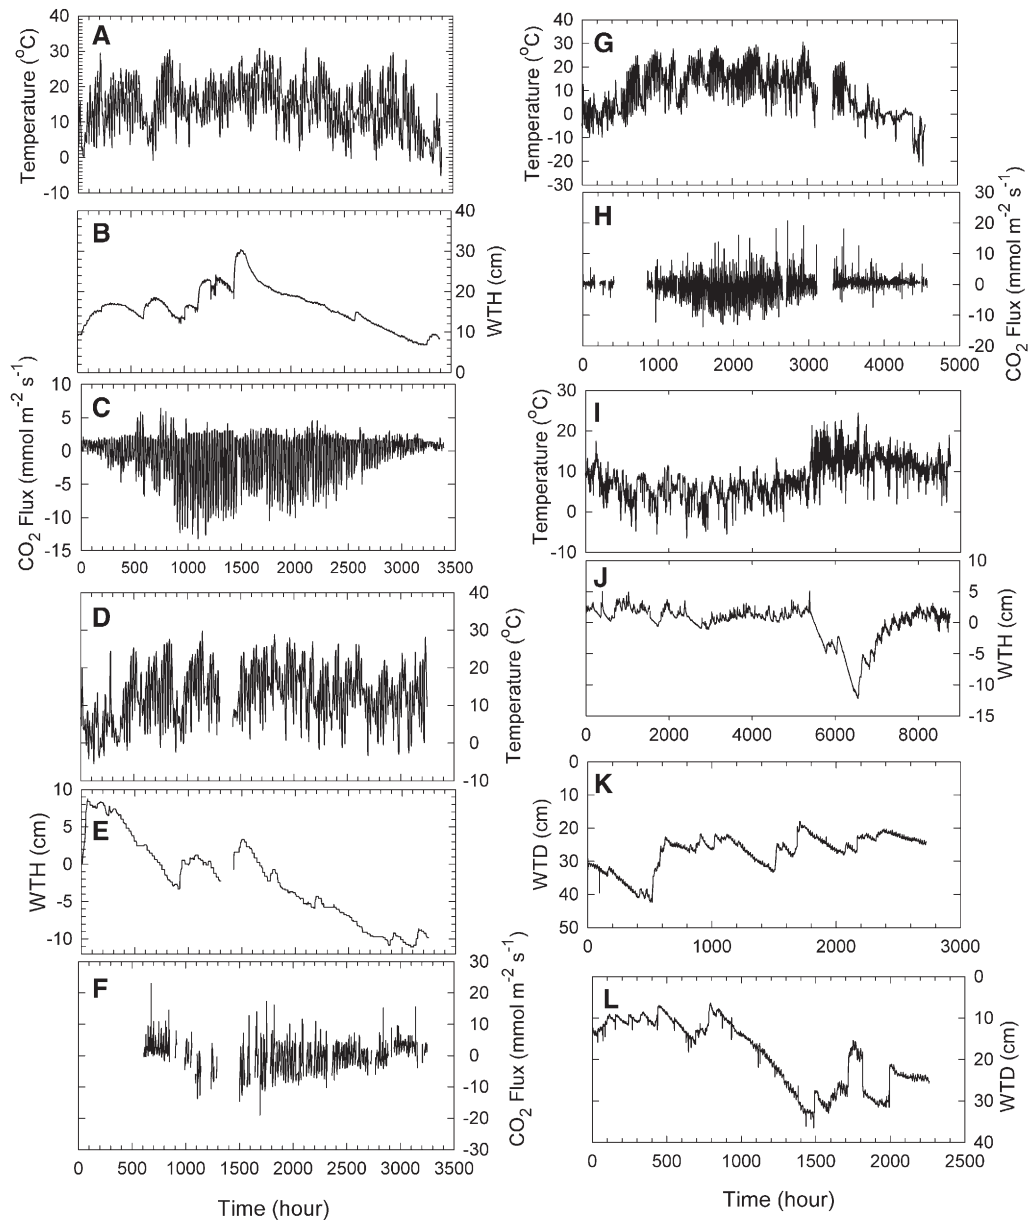 A
Temperature (°C)
40
30
20
10
0
-10
B
WTH (cm)
40
30
20
10
0
C
CO2 Flux (mmol m-2 s-1)
10
5
0
-5
-10
-15
0 500 1000 1500 2000 2500 3000 3500
D
Temperature (°C)
40
30
20
10
0
-10
E
WTH (cm)
10
5
0
-5
-10
F
CO2 Flux (mmol m-2 s-1)
30
20
10
0
-10
-20
-30
0 500 1000 1500 2000 2500 3000 3500
Time (hour)
G
Temperature (°C)
40
30
20
10
0
-10
-20
-30
H
CO2 Flux (mmol m-2 s-1)
30
20
10
0
-10
-20
0 1000 2000 3000 4000 5000
I
Temperature (°C)
30
20
10
0
-10
J
WTH (cm)
10
5
0
-5
-10
-15
0 2000 4000 6000 8000
K
WTD (cm)
0
10
20
30
40
50
0 1000 2000 3000
L
WTD (cm)
0
10
20
30
40
0 500 1000 1500 2000 2500
Time (hour)